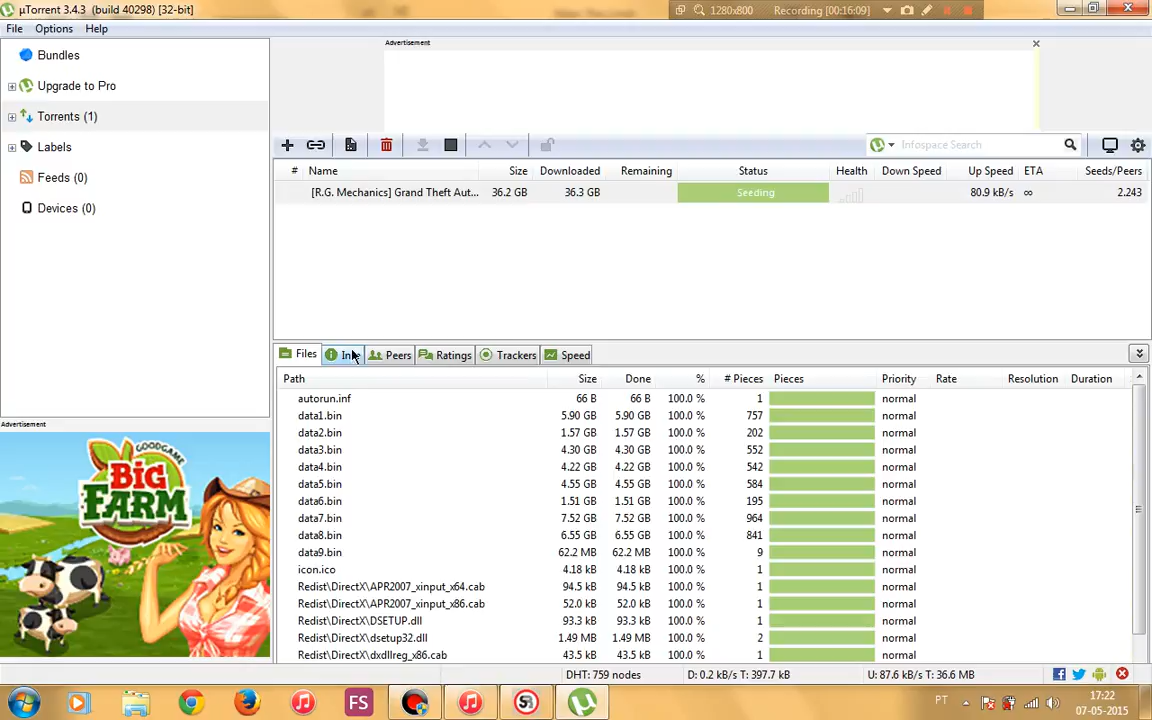 µTorrent 3.4.3 (build 40298) [32-bit]
1280x800 Recording [00:16:09]
File Options Help
Advertisement
Bundles
Upgrade to Pro
Torrents (1)
Labels
Feeds (0)
Devices (0)
Infospace Search
# Name Size Downloaded Remaining Status Health Down Speed Up Speed ETA Seeds/Peers
[R.G. Mechanics] Grand Theft Aut... 36.2 GB 36.3 GB Seeding 80.9 kB/s ∞ 2.243
Files Peers Ratings Trackers Speed
Path Size Done % # Pieces Pieces Priority Rate Resolution Duration
autorun.inf 66 B 66 B 100.0 % 1 normal
data1.bin 5.90 GB 5.90 GB 100.0 % 757 normal
data2.bin 1.57 GB 1.57 GB 100.0 % 202 normal
data3.bin 4.30 GB 4.30 GB 100.0 % 552 normal
data4.bin 4.22 GB 4.22 GB 100.0 % 542 normal
data5.bin 4.55 GB 4.55 GB 100.0 % 584 normal
data6.bin 1.51 GB 1.51 GB 100.0 % 195 normal
data7.bin 7.52 GB 7.52 GB 100.0 % 964 normal
data8.bin 6.55 GB 6.55 GB 100.0 % 841 normal
data9.bin 62.2 MB 62.2 MB 100.0 % 9 normal
icon.ico 4.18 kB 4.18 kB 100.0 % 1 normal
Redist\DirectX\APR2007_xinput_x64.cab 94.5 kB 94.5 kB 100.0 % 1 normal
Redist\DirectX\APR2007_xinput_x86.cab 52.0 kB 52.0 kB 100.0 % 1 normal
Redist\DirectX\DSETUP.dll 93.3 kB 93.3 kB 100.0 % 1 normal
Redist\DirectX\dsetup32.dll 1.49 MB 1.49 MB 100.0 % 2 normal
Redist\DirectX\dxdllreg_x86.cab 43.5 kB 43.5 kB 100.0 % 1 normal
Advertisement
GOODGAME
BIG
FARM
DHT: 759 nodes D: 0.2 kB/s T: 397.7 kB U: 87.6 kB/s T: 36.6 MB
FS
PT
17:22
07-05-2015